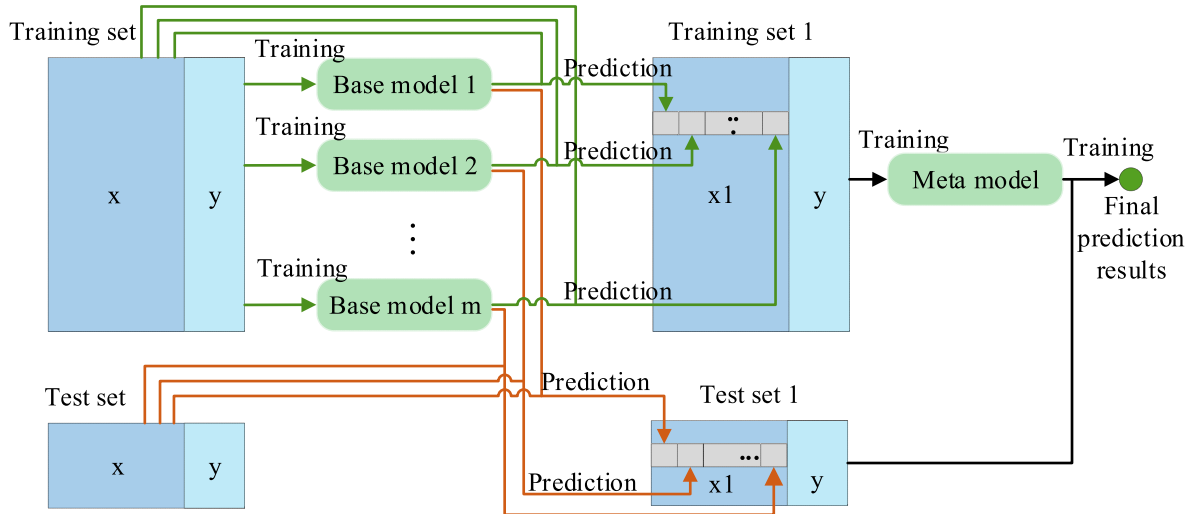 Training set
Training set 1
Training
Base model 1
Prediction
Training
Base model 2
Prediction
x
y
x1
y
Training
Meta model
Training
Final
prediction
results
Training
Base model m
Prediction
Test set
Prediction
Test set 1
x
y
Prediction
x1
y